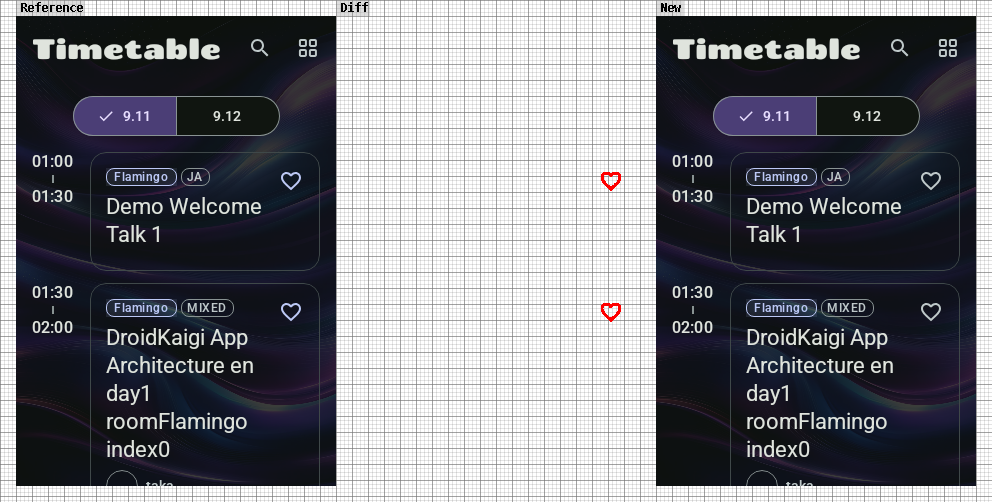 Reference
Timetable
9.11
9.12
01:00
01:30
Flamingo
JA
Demo Welcome
Talk 1
01:30
02:00
Flamingo
MIXED
DroidKaigi App
Architecture en
day1
roomFlamingo
index0
taka
Diff
New
Timetable
9.11
9.12
01:00
01:30
Flamingo
JA
Demo Welcome
Talk 1
01:30
02:00
Flamingo
MIXED
DroidKaigi App
Architecture en
day1
roomFlamingo
index0
taka